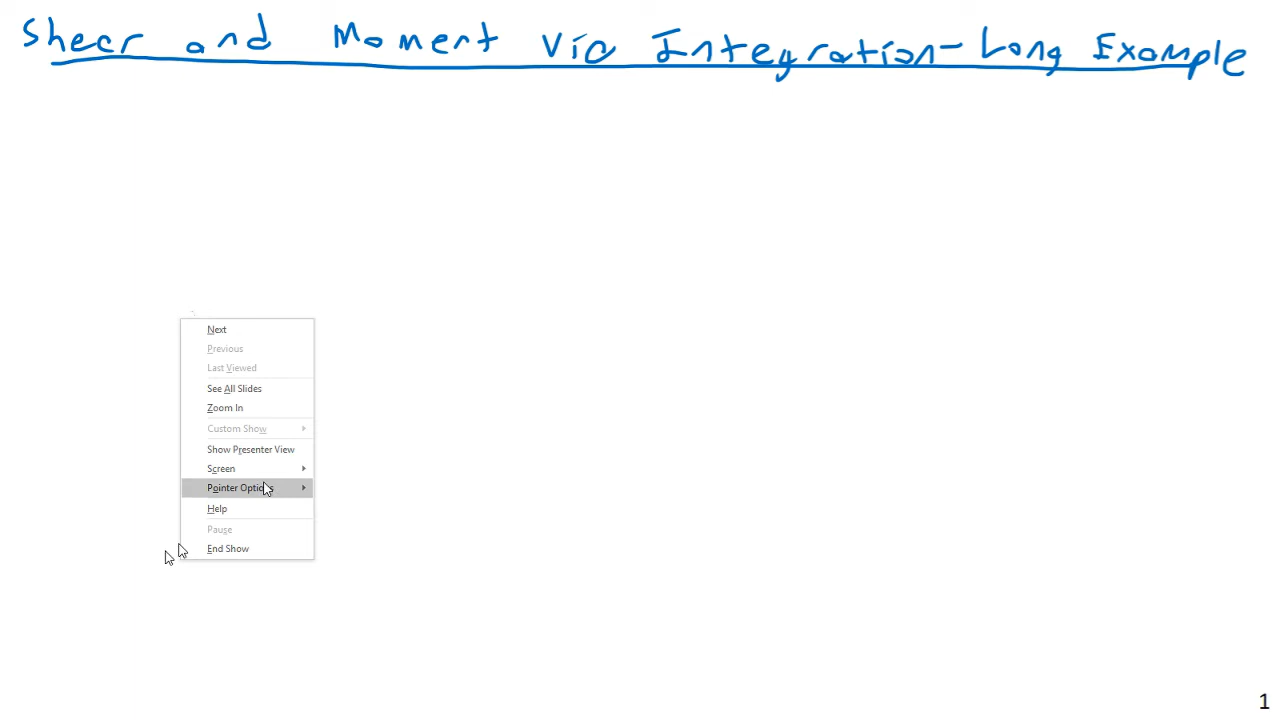 Shear and Moment Via Integration- Long Example
Next
Previous
Last Viewed
See All Slides
Zoom In
Custom Show
Show Presenter View
Screen
Pointer Options
Help
Pause
End Show
1